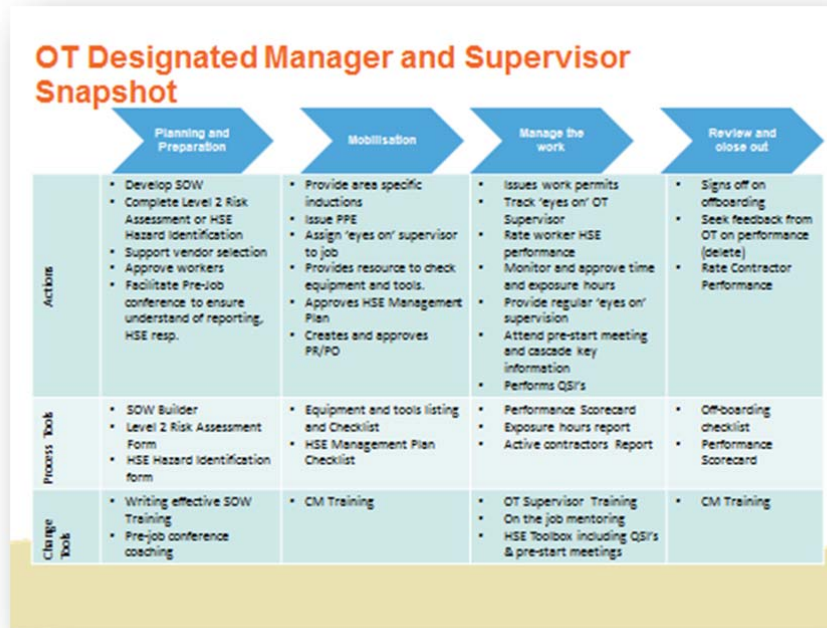 OT Designated Manager and Supervisor
Snapshot
Planning and
Preparation
Mobilisation
Manage the
work
Review and
close out
Actions
• Develop SOW
• Complete Level 2 Risk
Assessment or HSE
Hazard Identification
• Support vendor selection
• Approve workers
• Facilitate Pre-Job
conference to ensure
understand of reporting,
HSE resp.
• Provide area specific
inductions
• Issue PPE
• Assign 'eyes on' supervisor
to job
• Provides resource to check
equipment and tools.
• Approves HSE Management
Plan
• Creates and approves
PR/PO
• Issues work permits
• Track 'eyes on' OT
Supervisor
• Rate worker HSE
performance
• Monitor and approve time
and exposure hours
• Provide regular 'eyes on'
supervision
• Attend pre-start meeting
and cascade key
information
• Performs QSI's
• Signs off on
offboarding
• Seek feedback from
OT on performance
(delete)
• Rate Contractor
Performance
Process Tools
• SOW Builder
• Level 2 Risk Assessment
Form
• HSE Hazard Identification
form
• Equipment and tools listing
and Checklist
• HSE Management Plan
Checklist
• Performance Scorecard
• Exposure hours report
• Active contractors Report
• Off-boarding
checklist
• Performance
Scorecard
Change
Tools
• Writing effective SOW
Training
• Pre-job conference
coaching
• CM Training
• OT Supervisor Training
• On the job mentoring
• HSE Toolbox including QSI's
& pre-start meetings
• CM Training